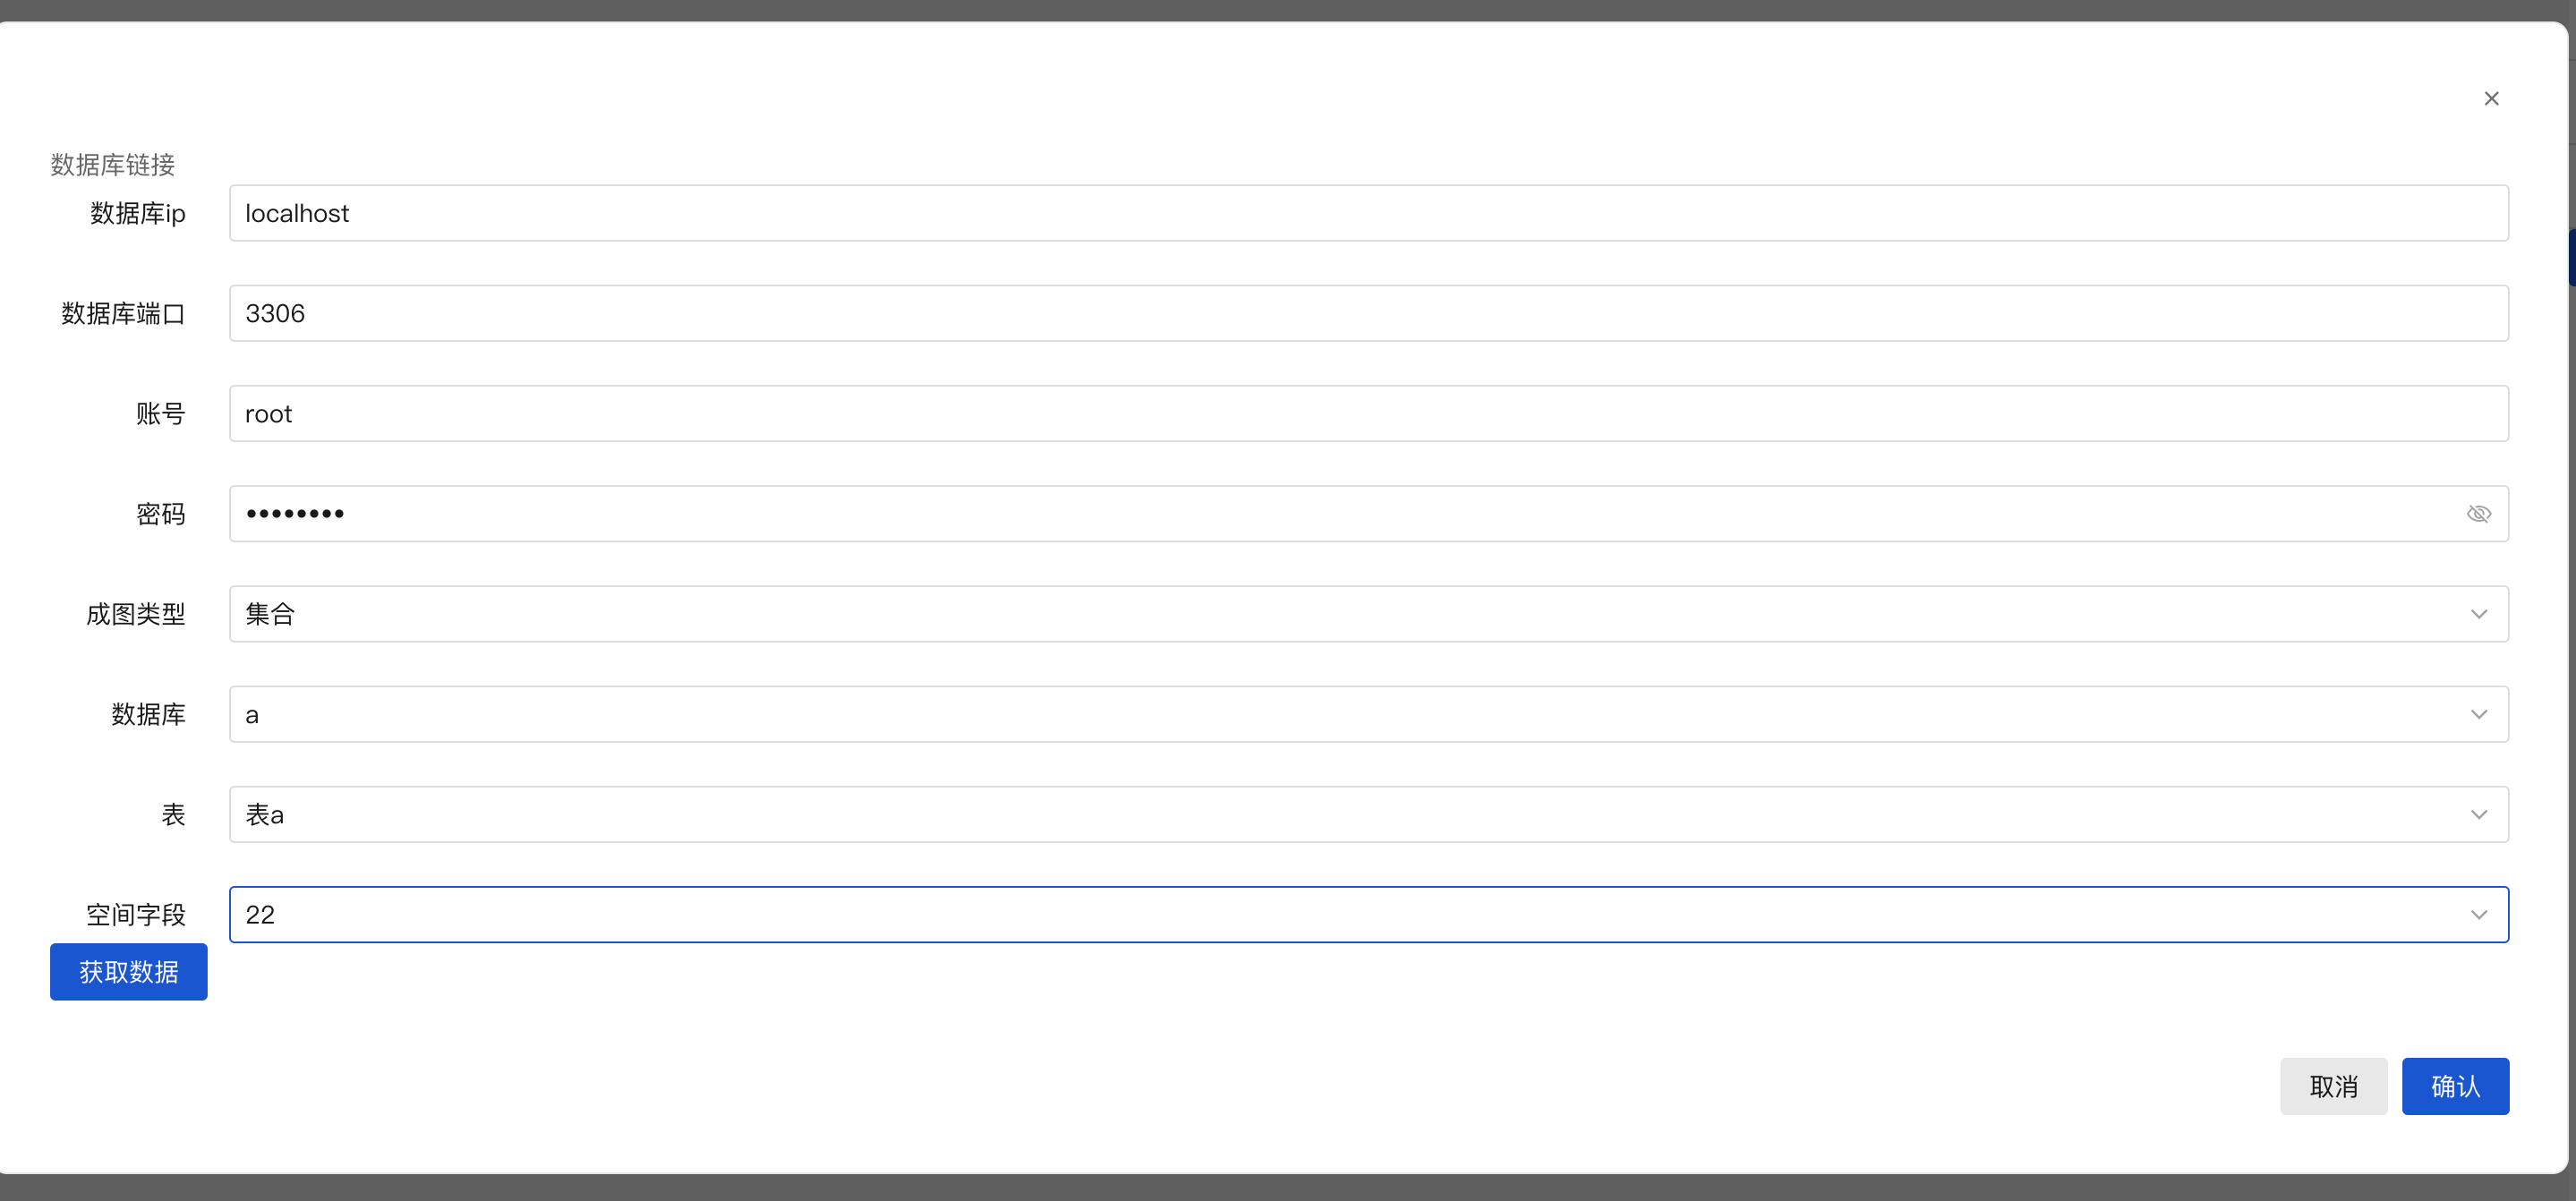 数据库链接
数据库ip localhost
数据库端口 3306
账号 root
密码 ••••••••
成图类型 集合
数据库 a
表 表a
空间字段 22
获取数据
取消 确认